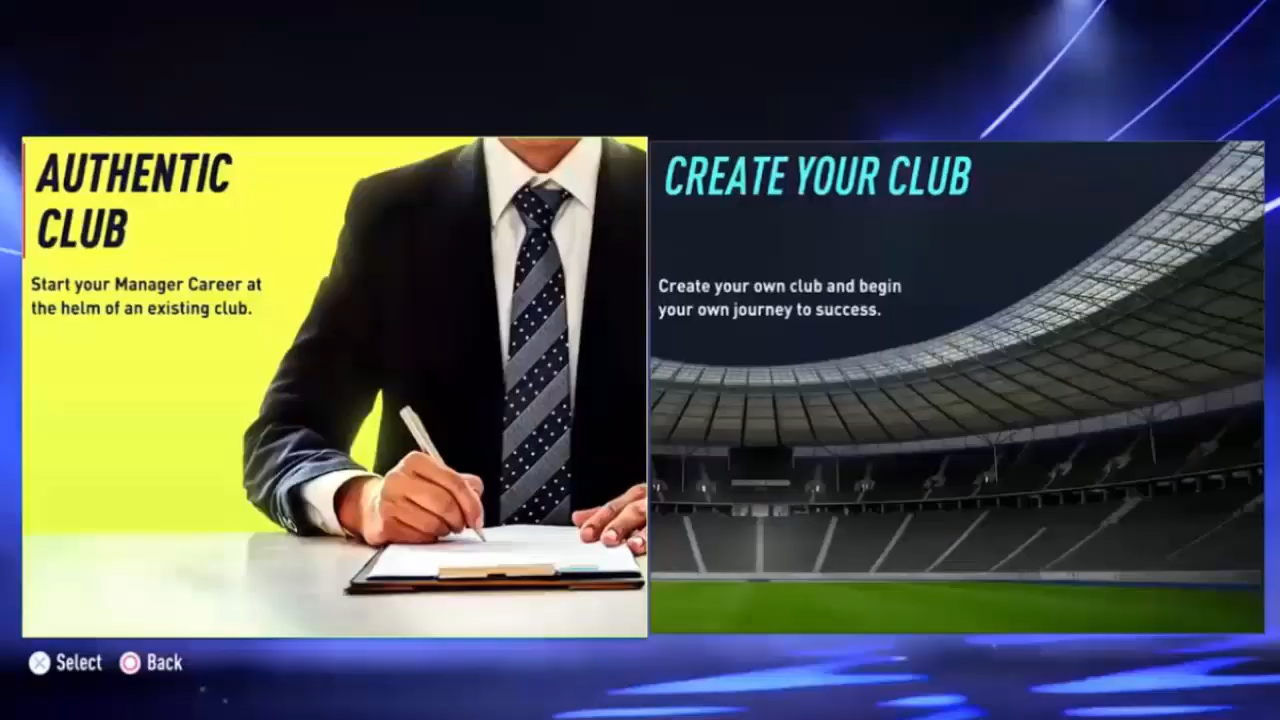 AUTHENTIC
CLUB
Start your Manager Career at
the helm of an existing club.
CREATE YOUR CLUB
Create your own club and begin
your own journey to success.
Select
Back